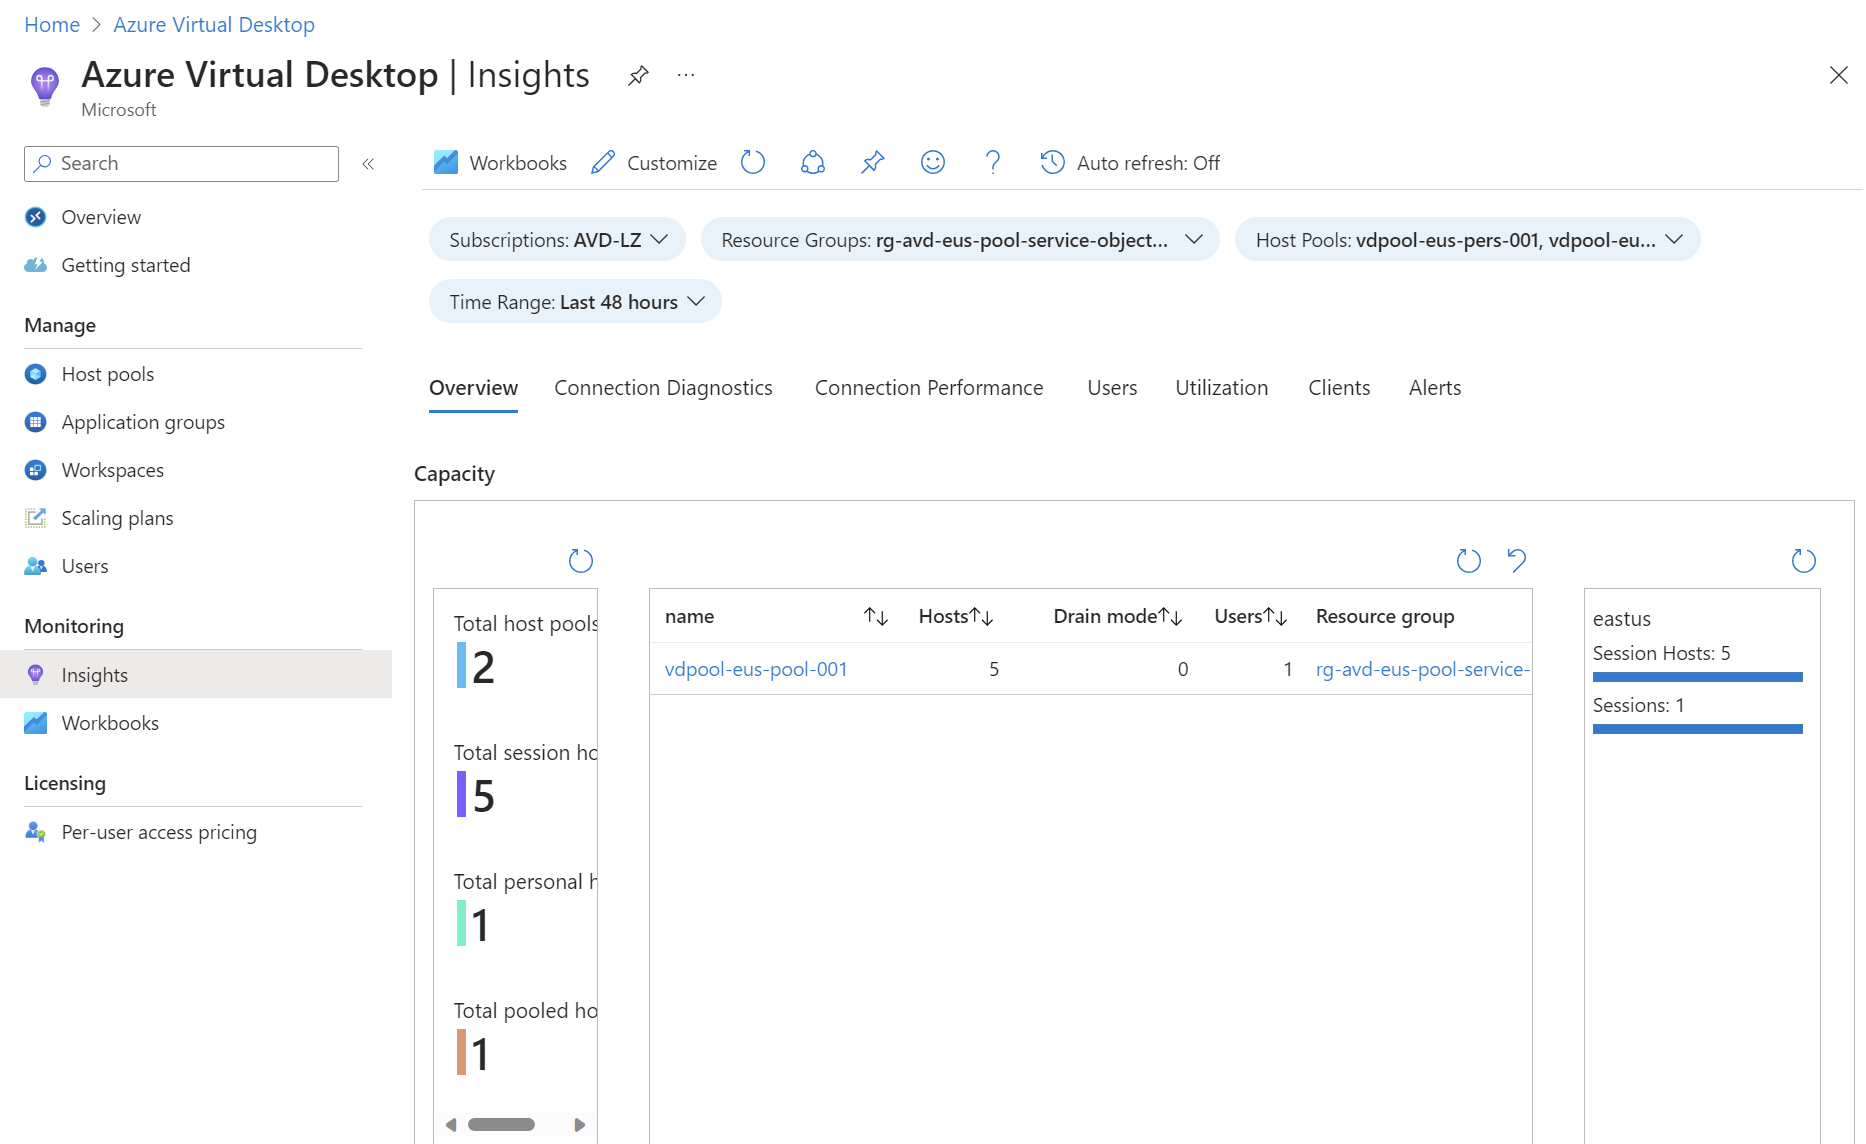 Home > Azure Virtual Desktop
Azure Virtual Desktop | Insights
Microsoft
Search
Overview
Getting started
Manage
Host pools
Application groups
Workspaces
Scaling plans
Users
Monitoring
Insights
Workbooks
Licensing
Per-user access pricing
Workbooks Customize ? Auto refresh: Off
Subscriptions: AVD-LZ Resource Groups: rg-avd-eus-pool-service-object... Host Pools: vdpool-eus-pers-001, vdpool-eu...
Time Range: Last 48 hours
Overview Connection Diagnostics Connection Performance Users Utilization Clients Alerts
Capacity
Total host pools
2
Total session ho
5
Total personal h
1
Total pooled ho
1
name Hosts Drain mode Users Resource group
vdpool-eus-pool-001 5 0 1 rg-avd-eus-pool-service-
eastus
Session Hosts: 5
Sessions: 1